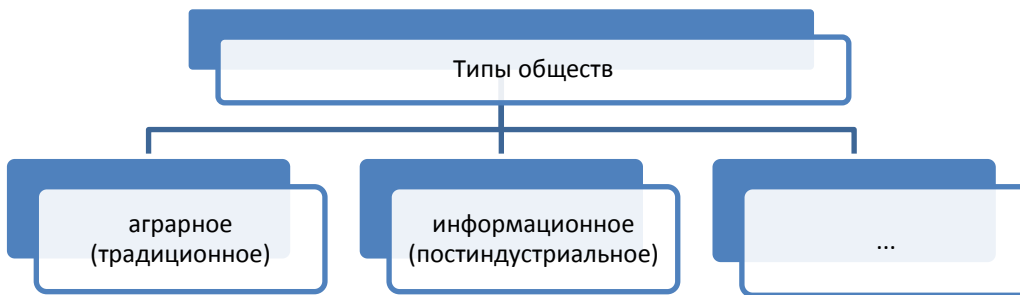 Типы обществ
аграрное
(традиционное)
информационное
(постиндустриальное)
...